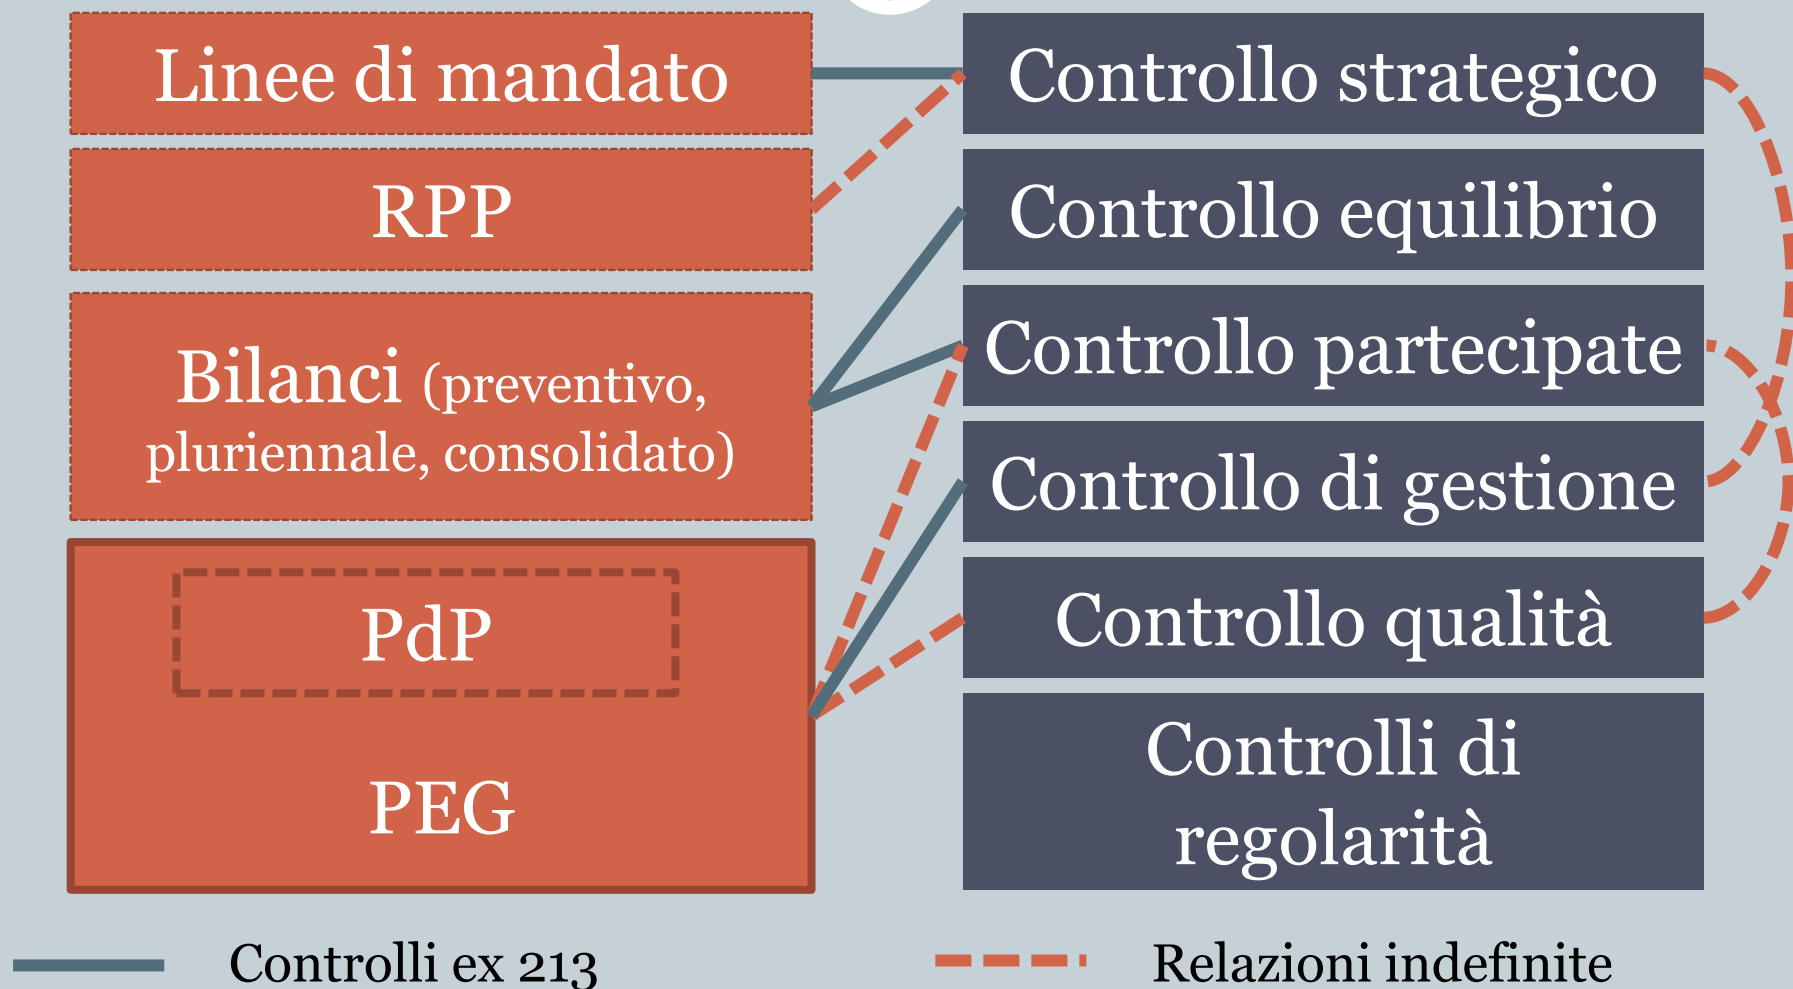 Linee di mandato
RPP
Bilanci (preventivo,
pluriennale, consolidato)
PdP
PEG
Controllo strategico
Controllo equilibrio
Controllo partecipate
Controllo di gestione
Controllo qualità
Controlli di
regolarità
Controlli ex 213
Relazioni indefinite